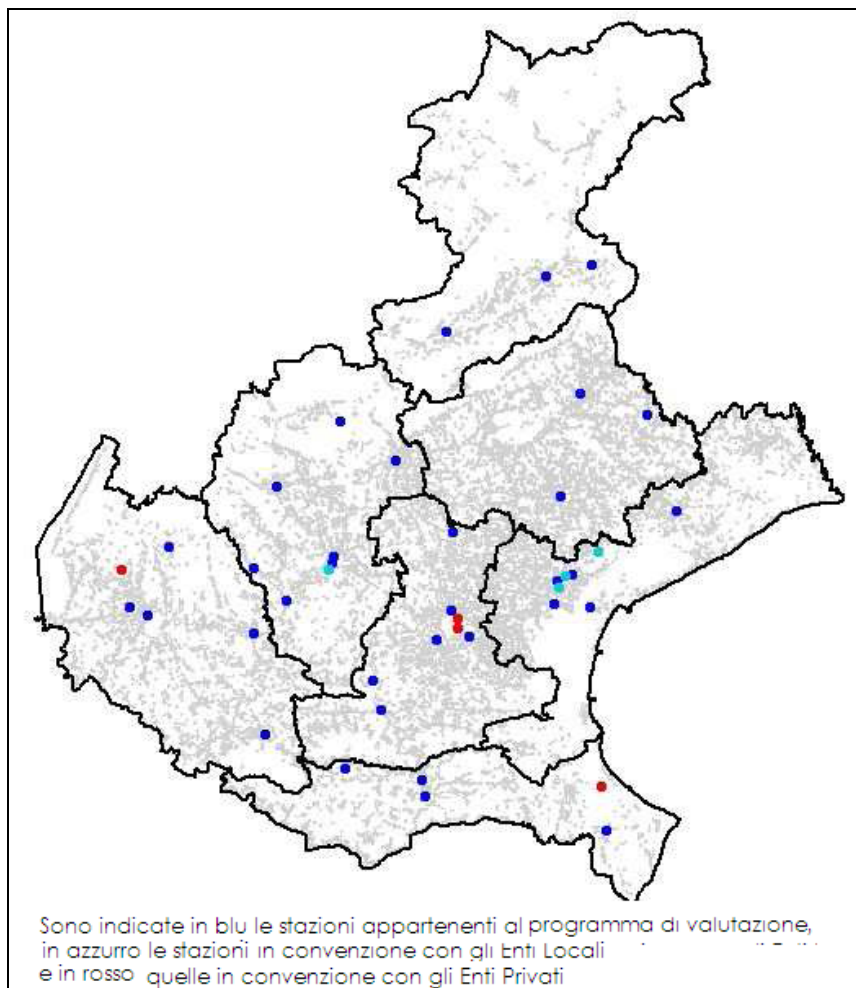 Sono indicate in blu le stazioni appartenenti al programma di valutazione,
in azzurro le stazioni in convenzione con gli Enti Locali
e in rosso quelle in convenzione con gli Enti Privati